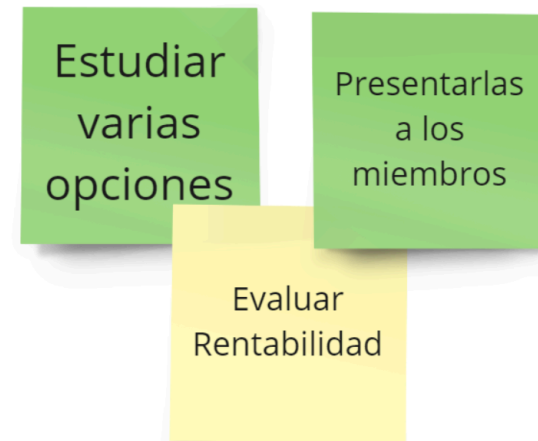 Estudiar
varias
opciones
Presentarlas
a los
miembros
Evaluar
Rentabilidad